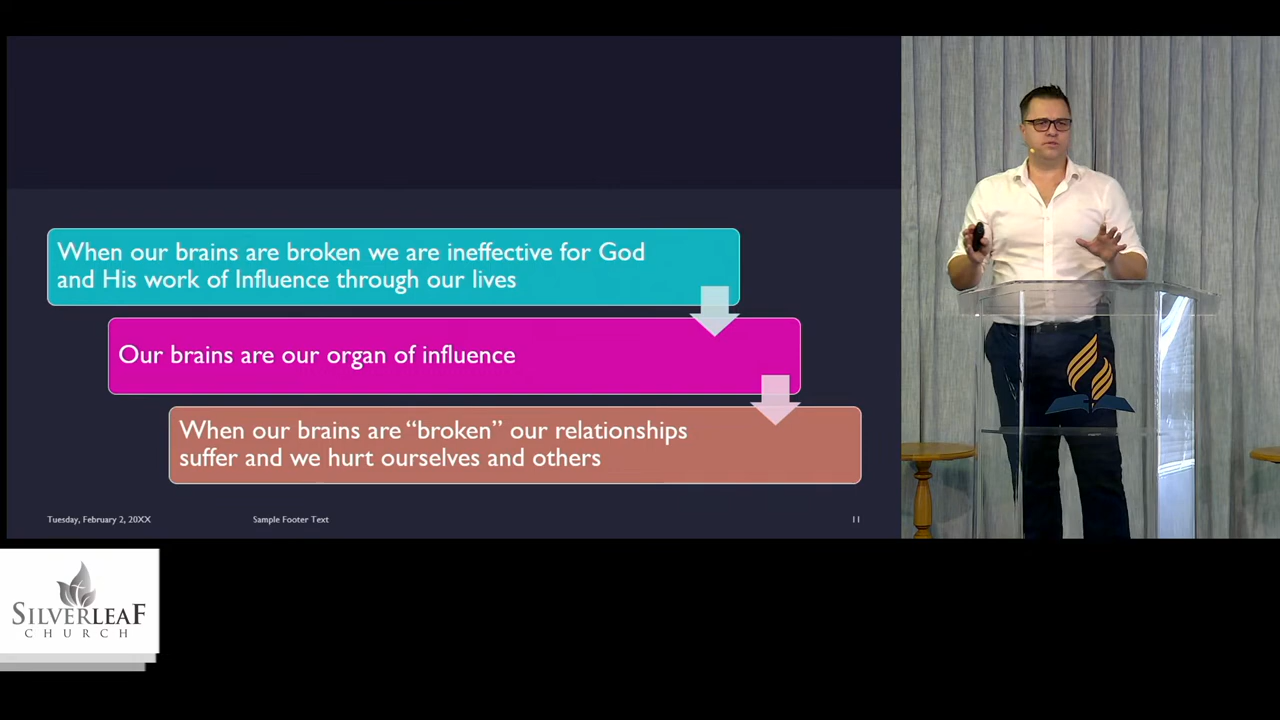 When our brains are broken we are ineffective for God
and His work of Influence through our lives
Our brains are our organ of influence
When our brains are “broken” our relationships
suffer and we hurt ourselves and others
Tuesday, February 2, 20XX
Sample Footer Text
11
SILVERLEAF
CHURCH